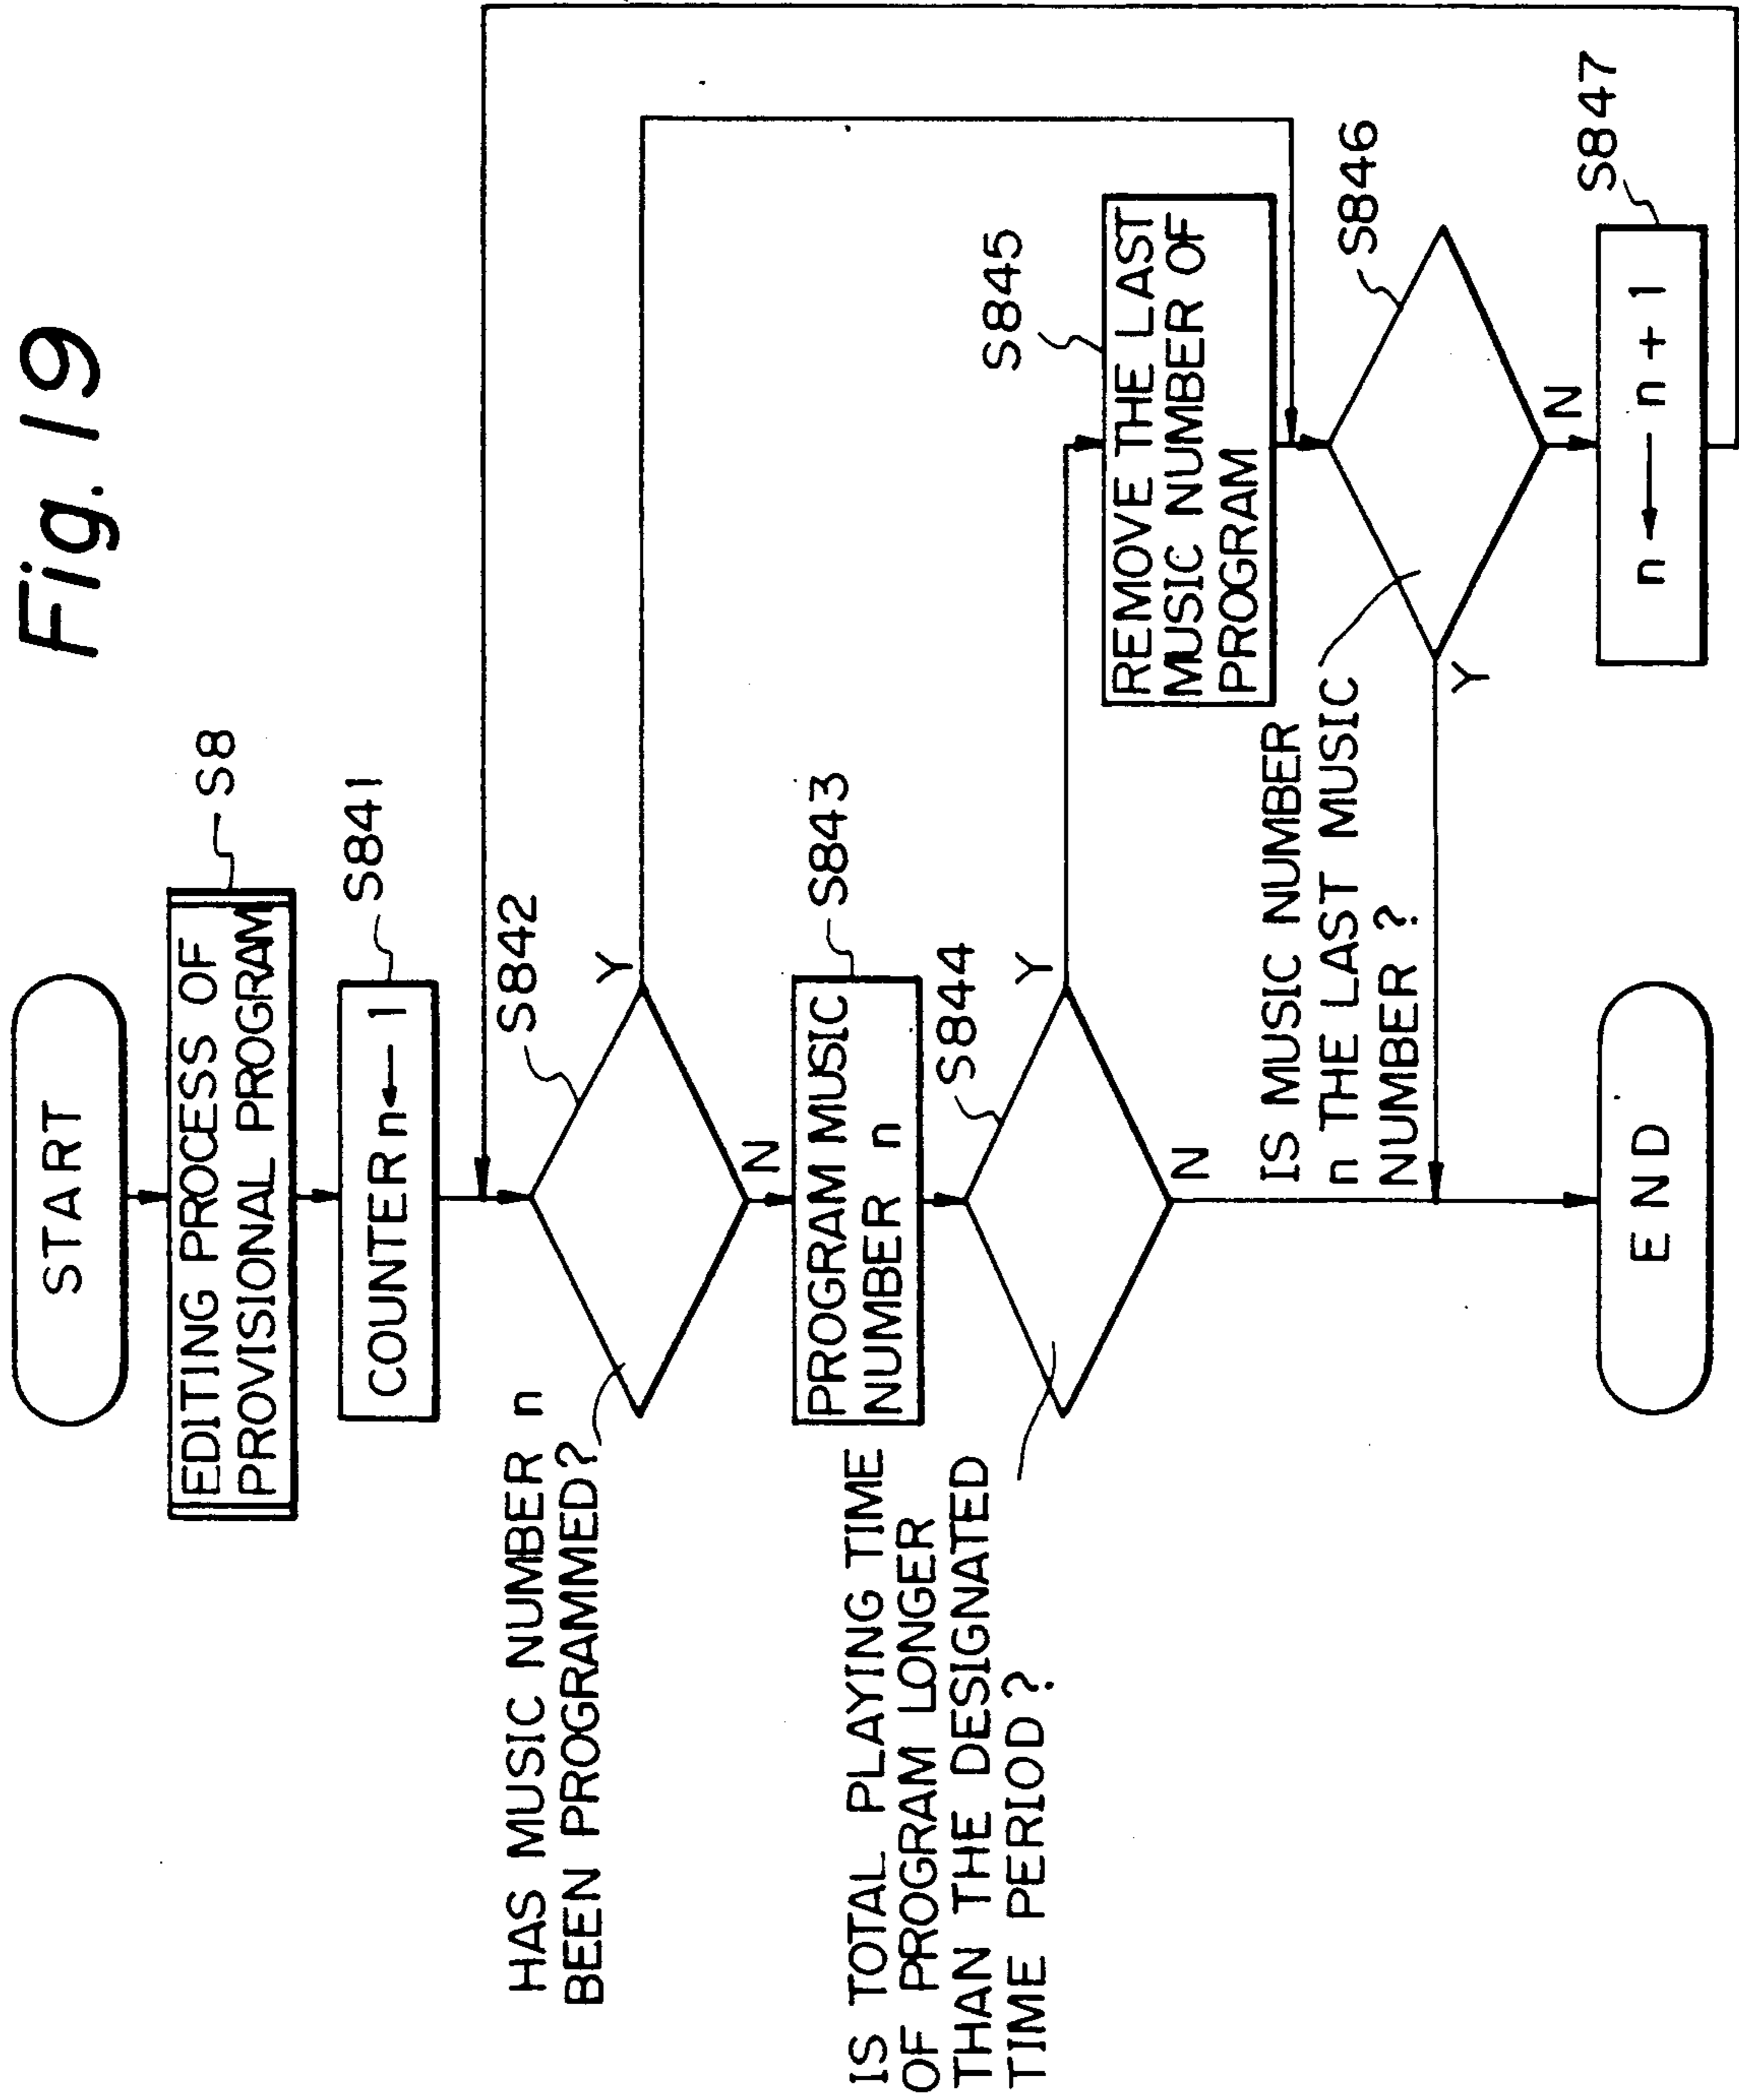 Fig. 19
START
EDITING PROCESS OF
PROVISIONAL PROGRAM
S8
COUNTER n ← 1
S841
HAS MUSIC NUMBER n
BEEN PROGRAMMED?
S842
Y
N
PROGRAM MUSIC
NUMBER n
S843
IS TOTAL PLAYING TIME
OF PROGRAM LONGER
THAN THE DESIGNATED
TIME PERIOD?
S844
Y
N
REMOVE THE LAST
MUSIC NUMBER OF
PROGRAM
S845
IS MUSIC NUMBER
n THE LAST MUSIC
NUMBER ?
S846
Y
N
n ← n + 1
S847
END